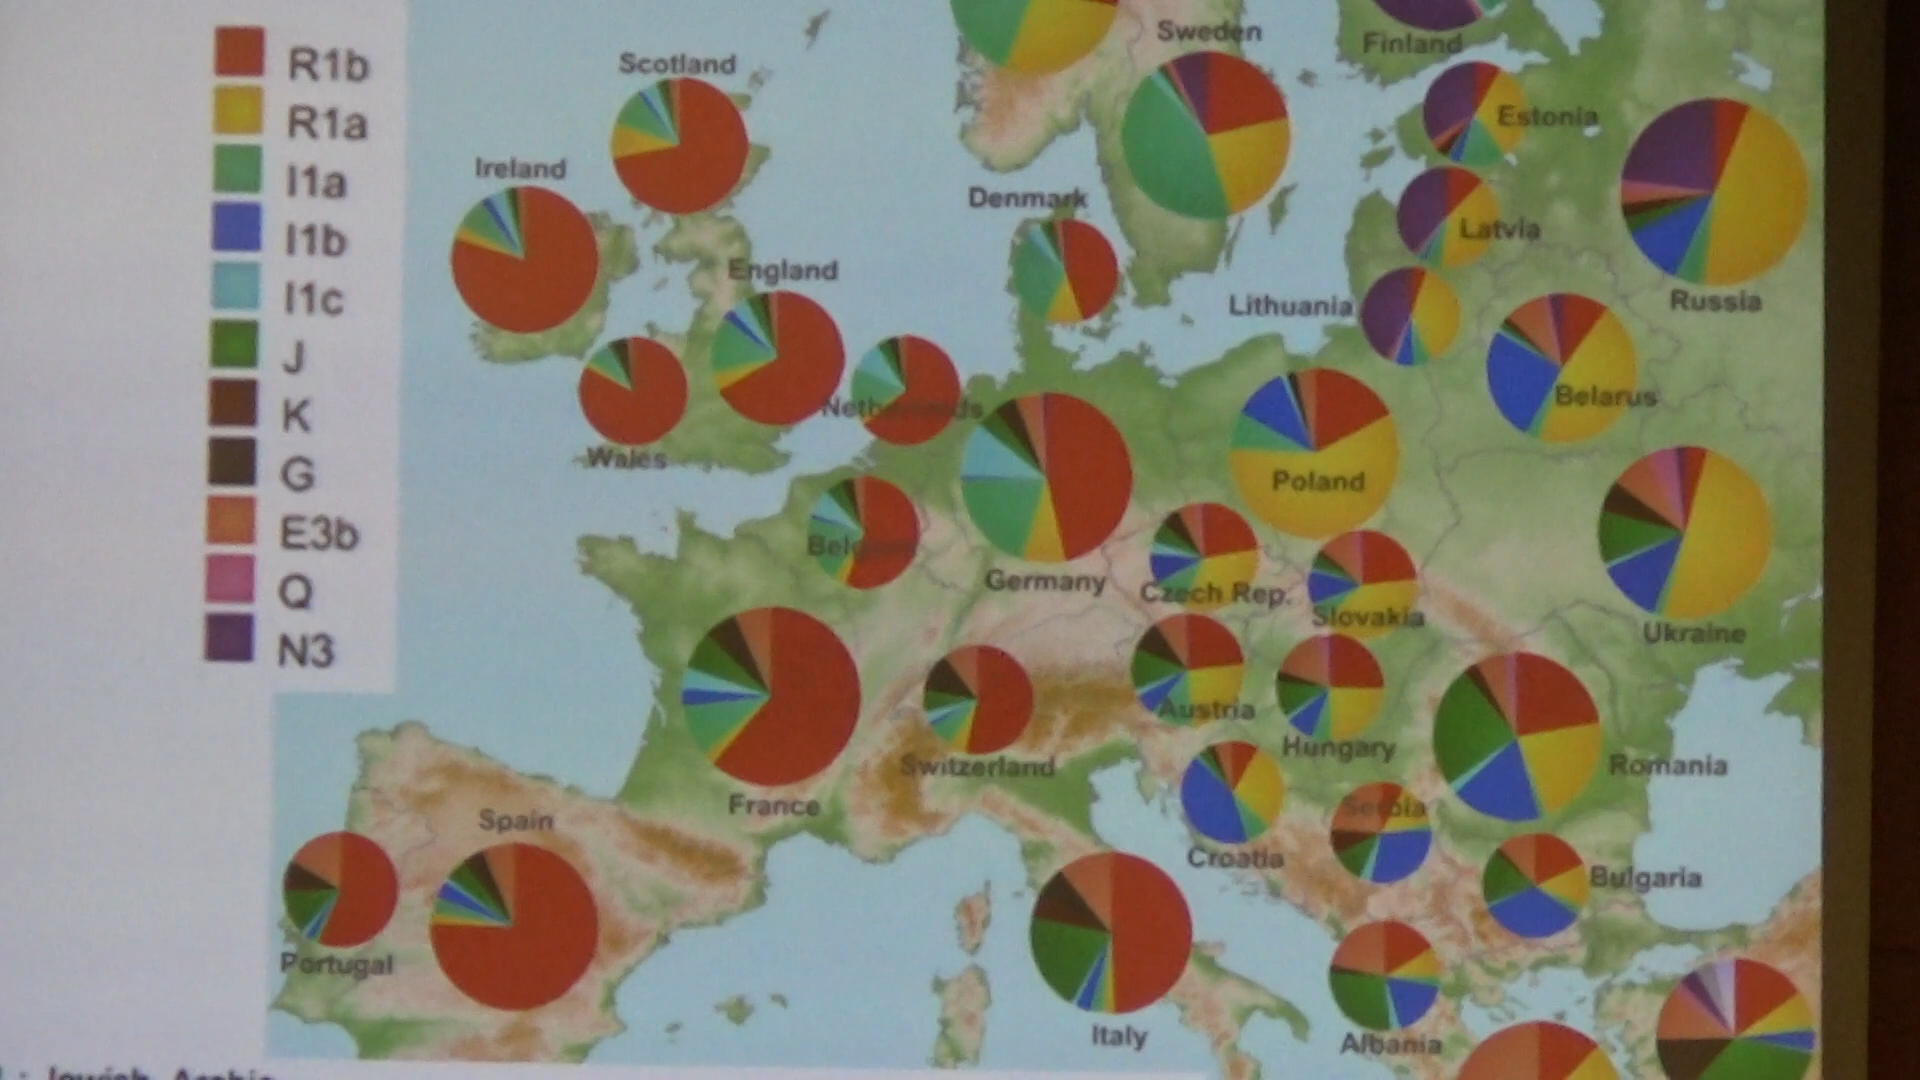 R1b
R1a
I1a
I1b
I1c
J
K
G
E3b
Q
N3
Sweden
Finland
Scotland
Estonia
Ireland
Denmark
Latvia
England
Lithuania
Russia
Belarus
Wales
Poland
Germany
Czech Rep.
Slovakia
Ukraine
Austria
Hungary
Switzerland
Romania
France
Serbia
Spain
Croatia
Bulgaria
Portugal
Italy
Albania